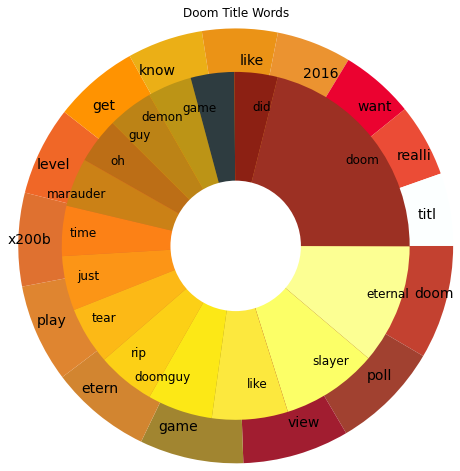 Doom Title Words
like
know
2016
get
want
game
did
demon
guy
realli
level
oh
doom
marauder
titl
x200b
time
just
eternal
doom
play
tear
rip
slayer
etern
doomguy
like
poll
game
view